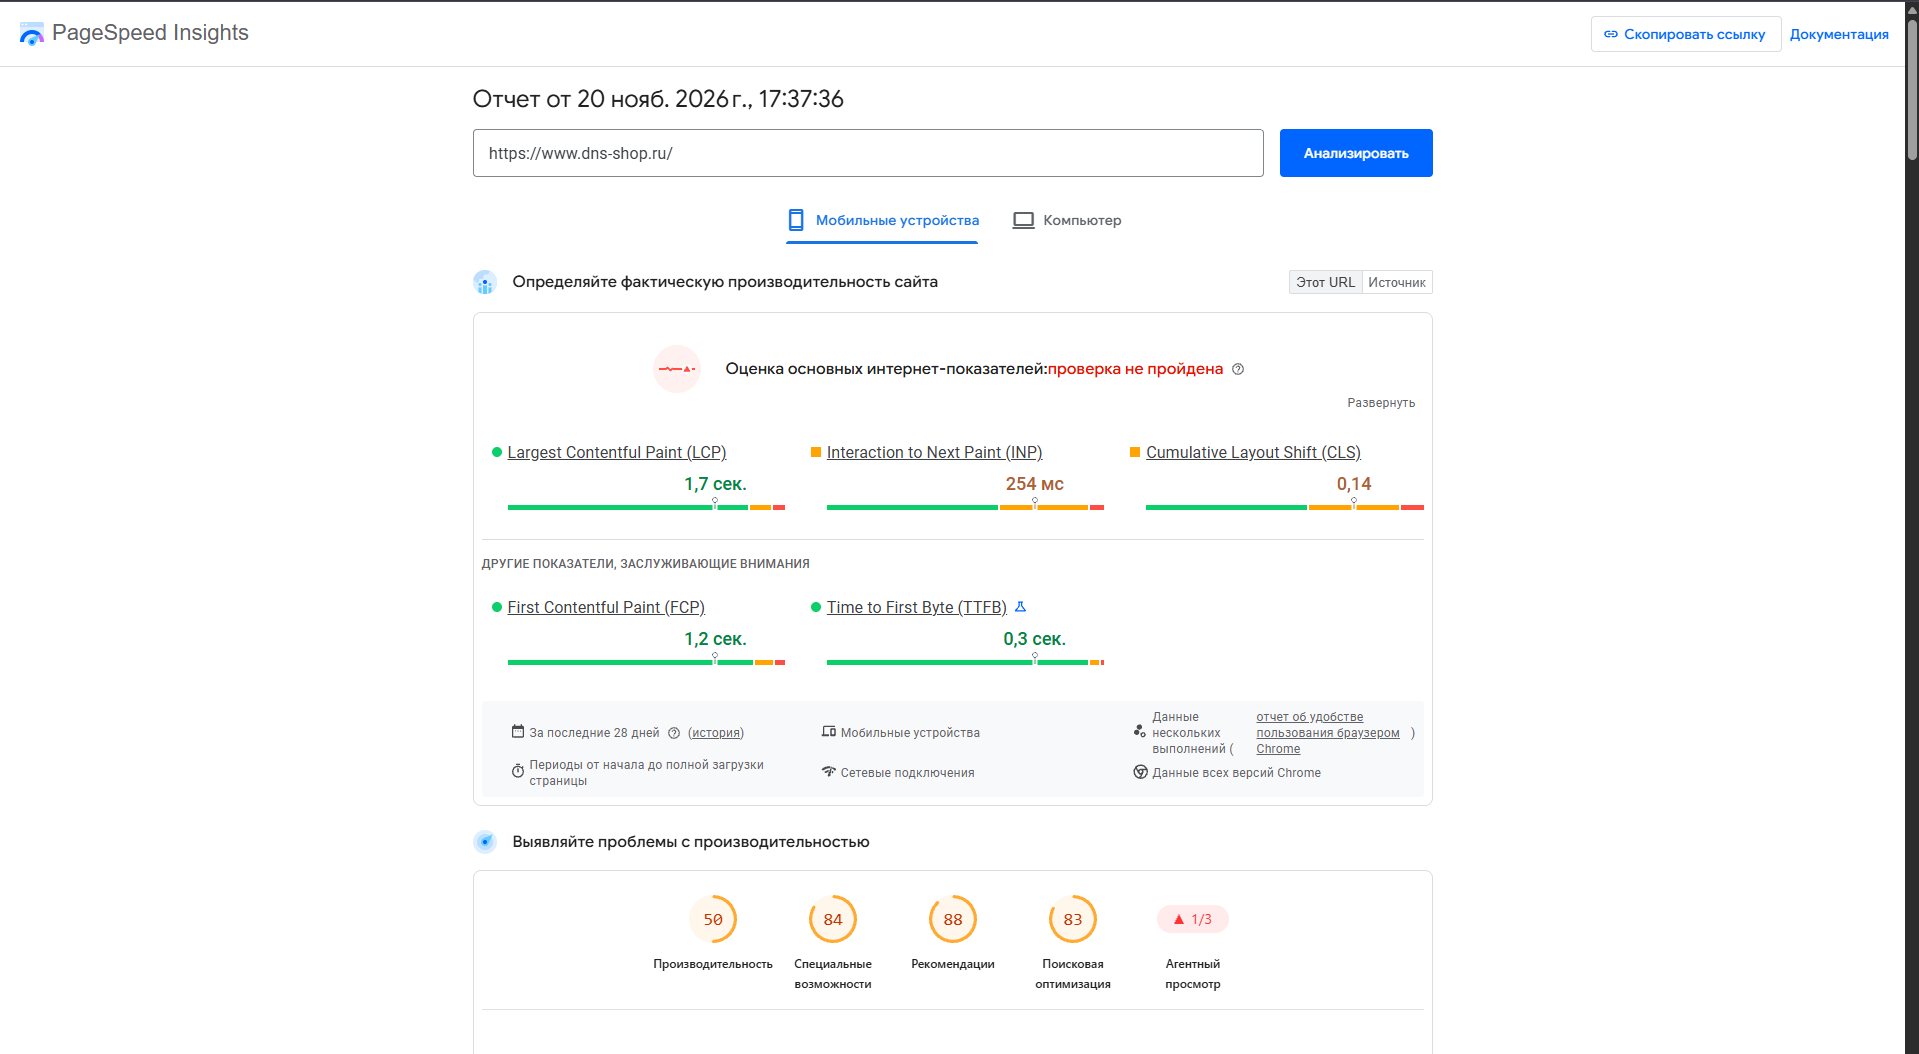 PageSpeed Insights
Скопировать ссылку
Документация
Отчет от 20 нояб. 2026 г., 17:37:36
https://www.dns-shop.ru/
Анализировать
Мобильные устройства
Компьютер
Определяйте фактическую производительность сайта
Этот URL
Источник
Оценка основных интернет-показателей:проверка не пройдена
Развернуть
Largest Contentful Paint (LCP)
1,7 сек.
Interaction to Next Paint (INP)
254 мс
Cumulative Layout Shift (CLS)
0,14
ДРУГИЕ ПОКАЗАТЕЛИ, ЗАСЛУЖИВАЮЩИЕ ВНИМАНИЯ
First Contentful Paint (FCP)
1,2 сек.
Time to First Byte (TTFB)
0,3 сек.
За последние 28 дней (история)
Мобильные устройства
Данные
нескольких
выполнений (
отчет об удобстве
пользования браузером
Chrome
)
Периоды от начала до полной загрузки
страницы
Сетевые подключения
Данные всех версий Chrome
Выявляйте проблемы с производительностью
50
Производительность
84
Специальные
возможности
88
Рекомендации
83
Поисковая
оптимизация
1/3
Агентный
просмотр